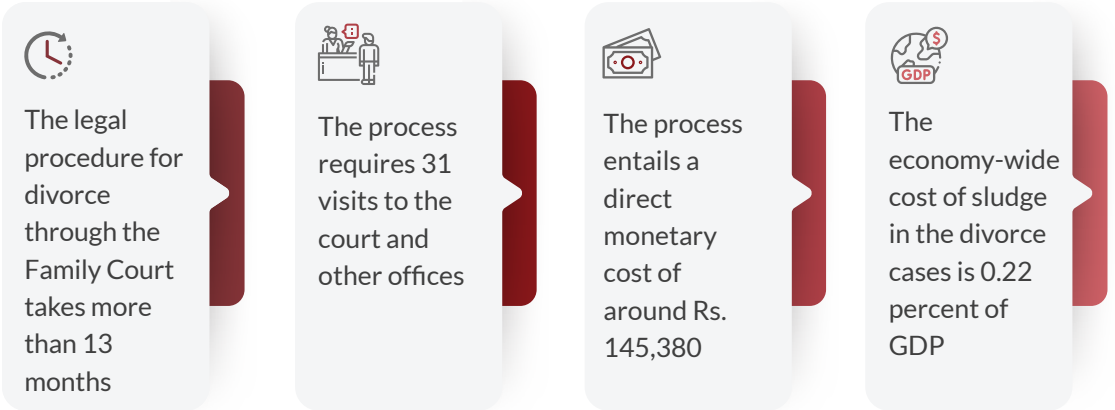 The legal
procedure for
divorce
through the
Family Court
takes more
than 13
months
The process
requires 31
visits to the
court and
other offices
The process
entails a
direct
monetary
cost of
around Rs.
145,380
$
GDP
The
economy-wide
cost of sludge
in the divorce
cases is 0.22
percent of
GDP